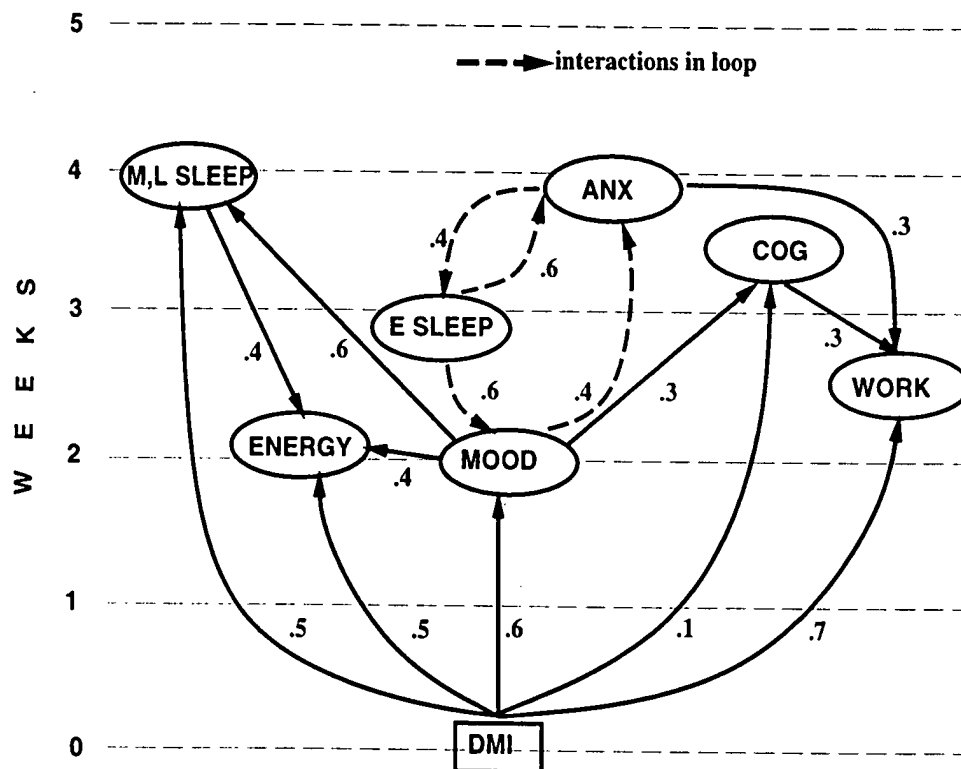 5
interactions in loop
4
M,L SLEEP
ANX
.4
.3
.6
COG
3
E SLEEP
.4
.6
.6
.4
.3
.3
WORK
WEEKS
ENERGY
MOOD
2
.4
1
.5
.5
.6
.1
.7
DMI
0